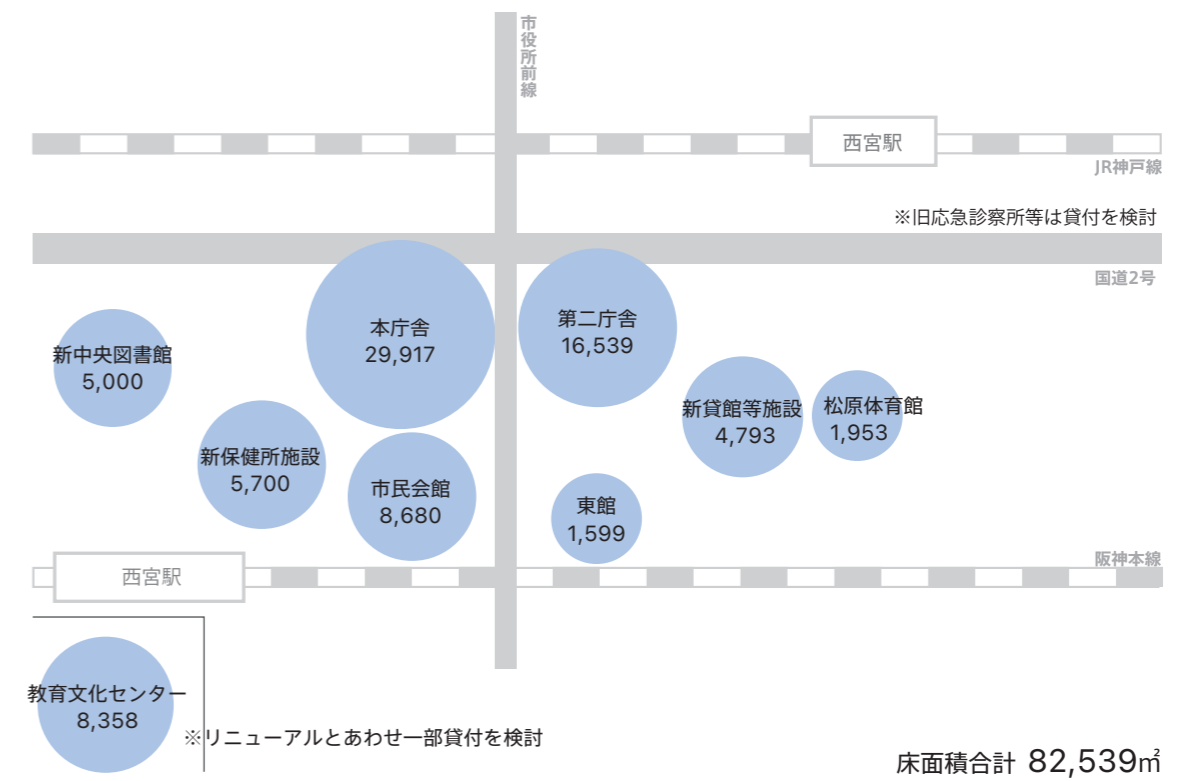 市役所前線
西宮駅
JR神戸線
※旧応急診察所等は貸付を検討
国道2号
本庁舎
29,917
第二庁舎
16,539
新中央図書館
5,000
新貸館等施設
4,793
松原体育館
1,953
新保健所施設
5,700
市民会館
8,680
東館
1,599
阪神本線
西宮駅
教育文化センター
8,358
※リニューアルとあわせ一部貸付を検討
床面積合計 82,539㎡